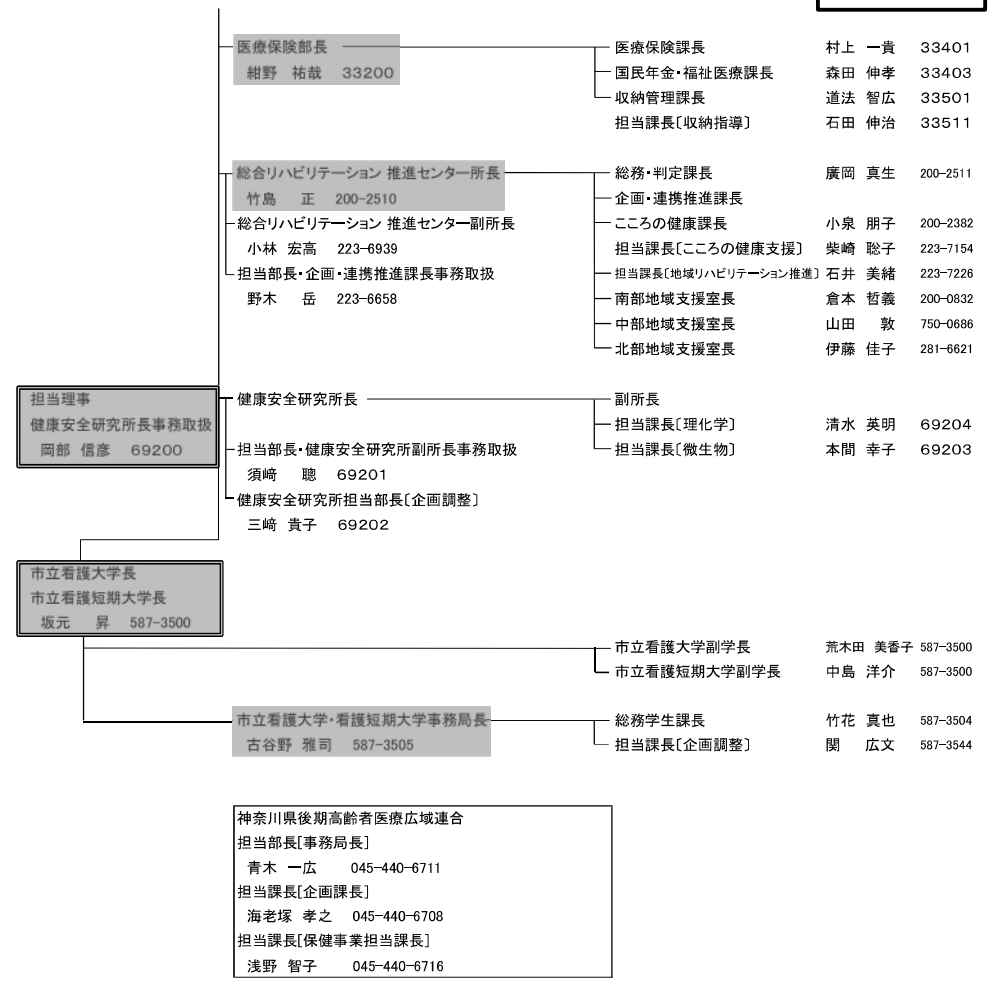 医療保険部長 医療保険課長 村上 一貴 33401
紺野 祐哉 33200 国民年金・福祉医療課長 森田 伸孝 33403
収納管理課長 道法 智広 33501
担当課長〔収納指導〕 石田 伸治 33511
総合リハビリテーション 推進センター所長 総務・判定課長 廣岡 真生 200-2511
竹島 正 200-2510 企画・連携推進課長
総合リハビリテーション 推進センター副所長 こころの健康課長 小泉 朋子 200-2382
小林 宏高 223-6939 担当課長〔こころの健康支援〕 柴崎 聡子 223-7154
担当部長・企画・連携推進課長事務取扱 担当課長〔地域リハビリテーション推進〕 石井 美緒 223-7226
野木 岳 223-6658 南部地域支援室長 倉本 哲義 200-0832
中部地域支援室長 山田 敦 750-0686
北部地域支援室長 伊藤 佳子 281-6621
担当理事 健康安全研究所長 副所長
健康安全研究所長事務取扱 担当課長〔理化学〕 清水 英明 69204
岡部 信彦 69200 担当部長・健康安全研究所副所長事務取扱 担当課長〔微生物〕 本間 幸子 69203
須﨑 聰 69201
健康安全研究所担当部長〔企画調整〕
三﨑 貴子 69202
市立看護大学長
市立看護短期大学長
坂元 昇 587-3500
市立看護大学副学長 荒木田 美香子 587-3500
市立看護短期大学副学長 中島 洋介 587-3500
市立看護大学・看護短期大学事務局長 総務学生課長 竹花 真也 587-3504
古谷野 雅司 587-3505 担当課長〔企画調整〕 関 広文 587-3544
神奈川県後期高齢者医療広域連合
担当部長[事務局長]
青木 一広 045-440-6711
担当課長[企画課長]
海老塚 孝之 045-440-6708
担当課長[保健事業担当課長]
浅野 智子 045-440-6716